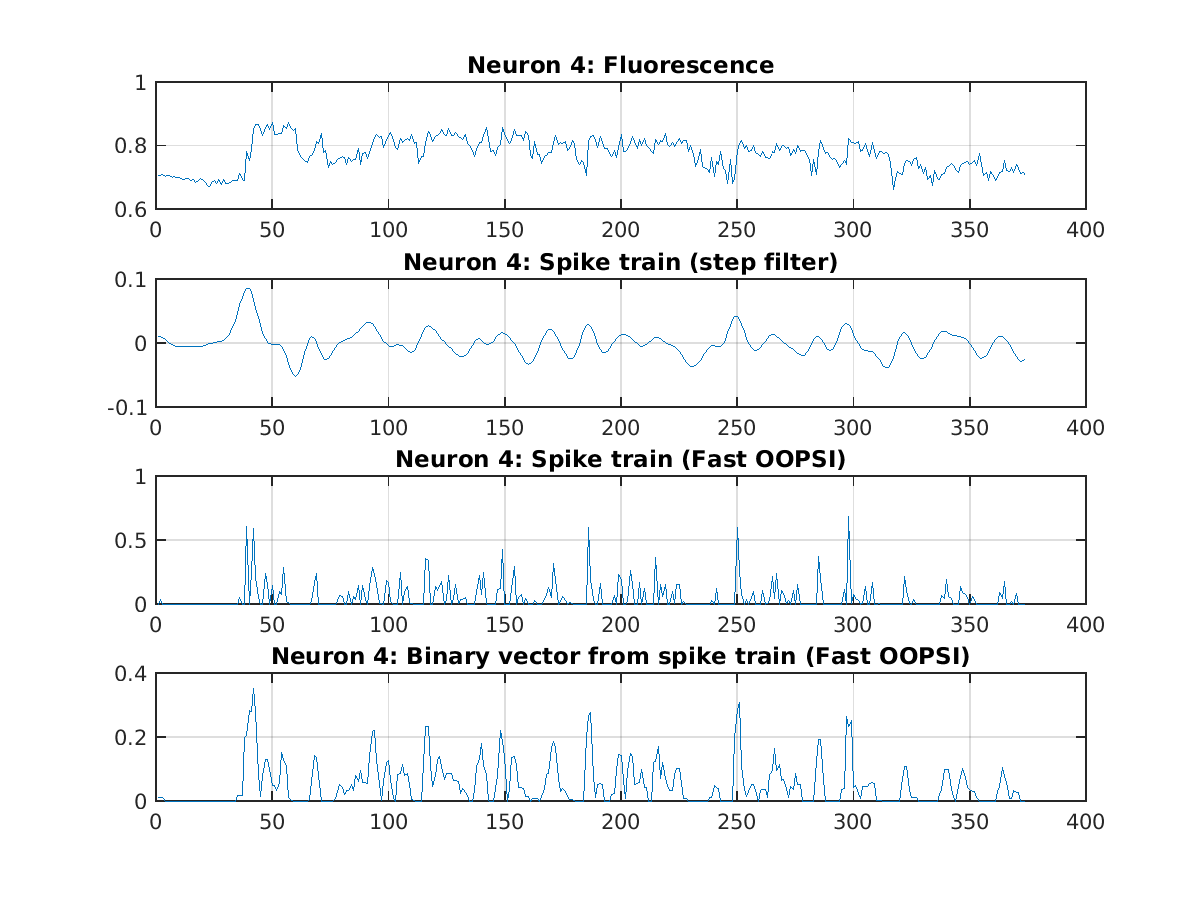 Neuron 4: Fluorescence
1
0.8
0.6
0 50 100 150 200 250 300 350 400
Neuron 4: Spike train (step filter)
0.1
0
-0.1
0 50 100 150 200 250 300 350 400
Neuron 4: Spike train (Fast OOPSI)
1
0.5
0
0 50 100 150 200 250 300 350 400
Neuron 4: Binary vector from spike train (Fast OOPSI)
0.4
0.2
0
0 50 100 150 200 250 300 350 400